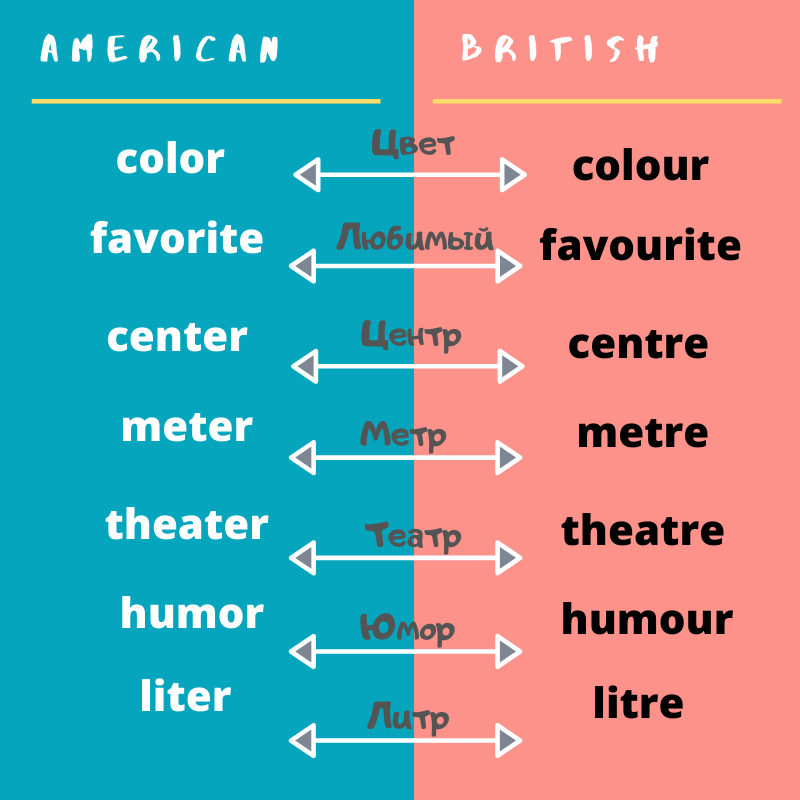 AMERICAN BRITISH
color Цвет colour
favorite Любимый favourite
center Центр centre
meter Метр metre
theater Театр theatre
humor Юмор humour
liter Литр litre